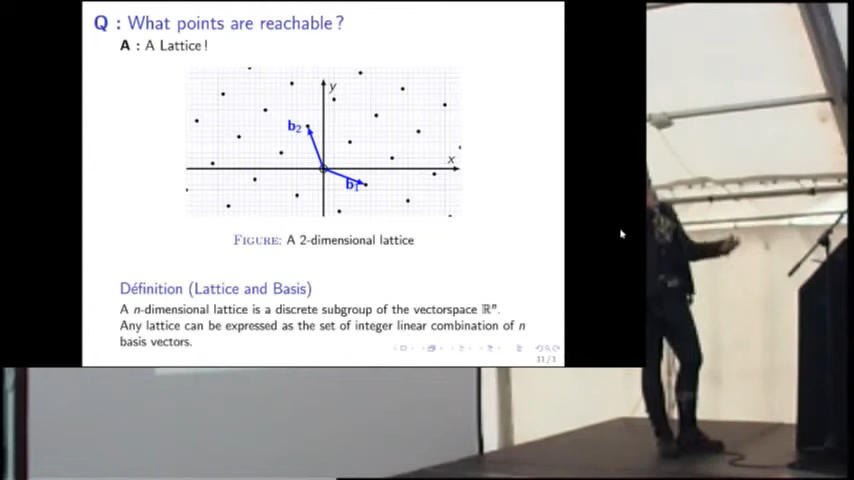 Q : What points are reachable ?
A : A Lattice !
y
b2
x
b1
FIGURE: A 2-dimensional lattice
Définition (Lattice and Basis)
A n-dimensional lattice is a discrete subgroup of the vectorspace ℝⁿ.
Any lattice can be expressed as the set of integer linear combination of n
basis vectors.